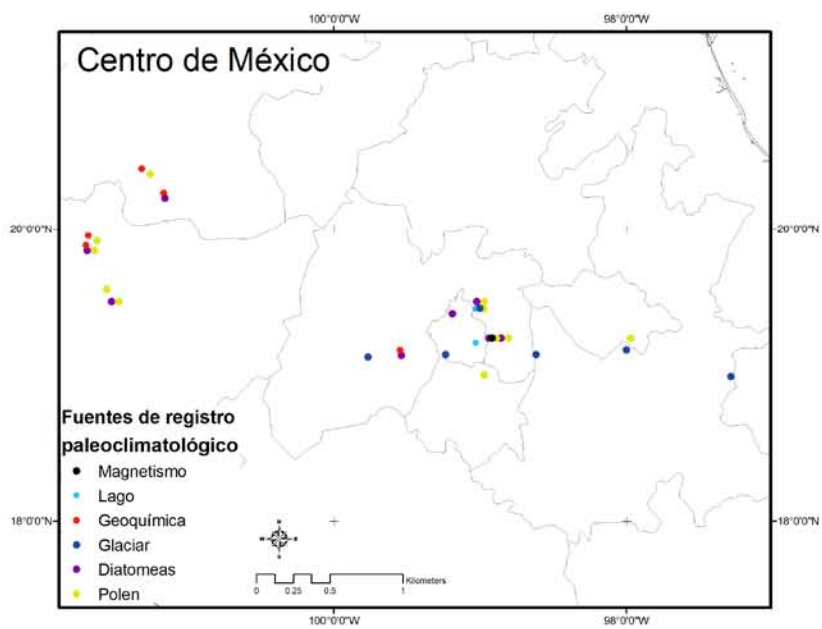 100°0'0"W 98°0'0"W
Centro de México
20°0'0"N 20°0'0"N
Fuentes de registro
paleoclimatológico
Magnetismo
Lago
Geoquímica
Glaciar
Diatomeas
Polen
18°0'0"N 18°0'0"N
Kilometers
0 0.25 0.5 1
100°0'0"W 98°0'0"W